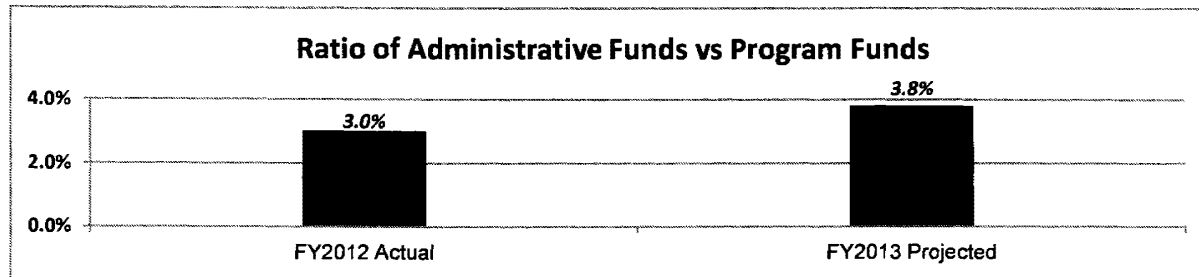 Ratio of Administrative Funds vs Program Funds
4.0%
3.8%
3.0%
2.0%
0.0%
FY2012 Actual
FY2013 Projected